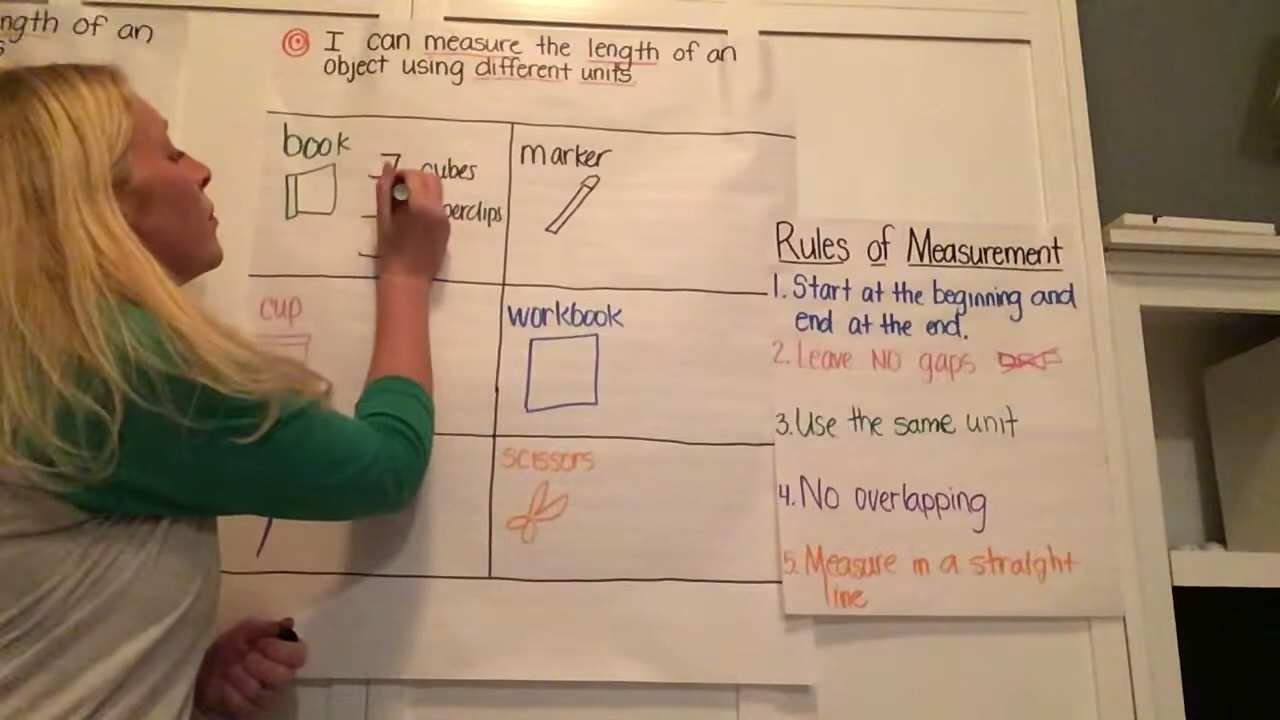 ngth of an
I can measure the length of an
object using different units
book
7 cubes
marker
cup
workbook
scissors
Rules of Measurement
1. Start at the beginning and
end at the end.
2. Leave NO gaps
3. Use the same unit
4. No overlapping
5. Measure in a straight
line